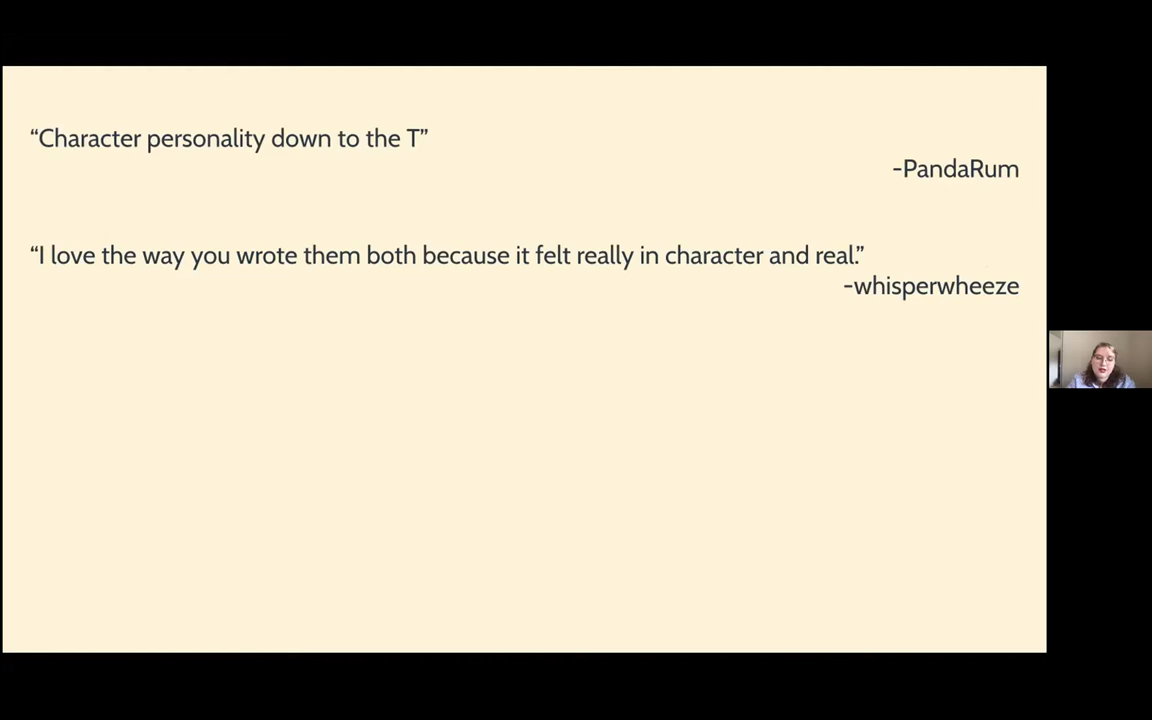 “Character personality down to the T”
-PandaRum
“I love the way you wrote them both because it felt really in character and real.”
-whisperwheeze